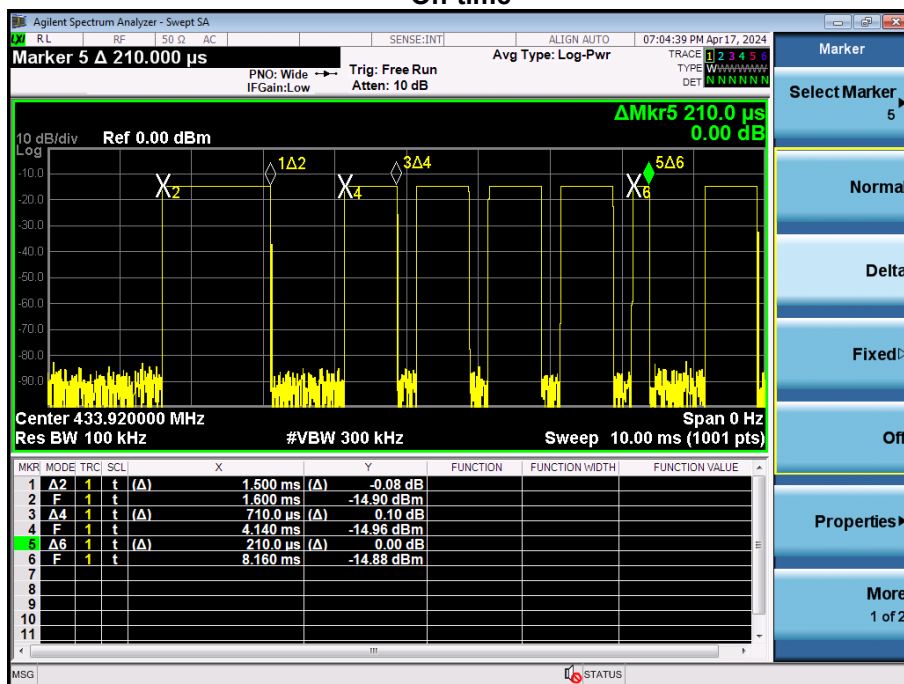 On time
Agilent Spectrum Analyzer - Swept SA
LXI RL RF 50 Ω AC SENSE:INT ALIGN AUTO 07:04:39 PM Apr 17, 2024
Marker 5 Δ 210.000 μs
PNO: Wide
IFGain:Low
Trig: Free Run
Atten: 10 dB
Avg Type: Log-Pwr
TRACE 1 2 3 4 5 6
TYPE WWWWWW
DET N N N N N N
ΔMkr5 210.0 μs
0.00 dB
10 dB/div Ref 0.00 dBm
Log
-10.0
-20.0
-30.0
-40.0
-50.0
-60.0
-70.0
-80.0
-90.0
X2
1Δ2
X4
3Δ4
X6
5Δ6
Center 433.920000 MHz Span 0 Hz
Res BW 100 kHz #VBW 300 kHz Sweep 10.00 ms (1001 pts)
MKR MODE TRC SCL X Y FUNCTION FUNCTION WIDTH FUNCTION VALUE
1 Δ2 1 t (Δ) 1.500 ms (Δ) -0.08 dB
2 F 1 t 1.600 ms -14.90 dBm
3 Δ4 1 t (Δ) 710.0 μs (Δ) 0.10 dB
4 F 1 t 4.140 ms -14.96 dBm
5 Δ6 1 t (Δ) 210.0 μs (Δ) 0.00 dB
6 F 1 t 8.160 ms -14.88 dBm
7
8
9
10
11
MSG STATUS
Marker
Select Marker
5
Normal
Delta
Fixed
Off
Properties
More
1 of 2